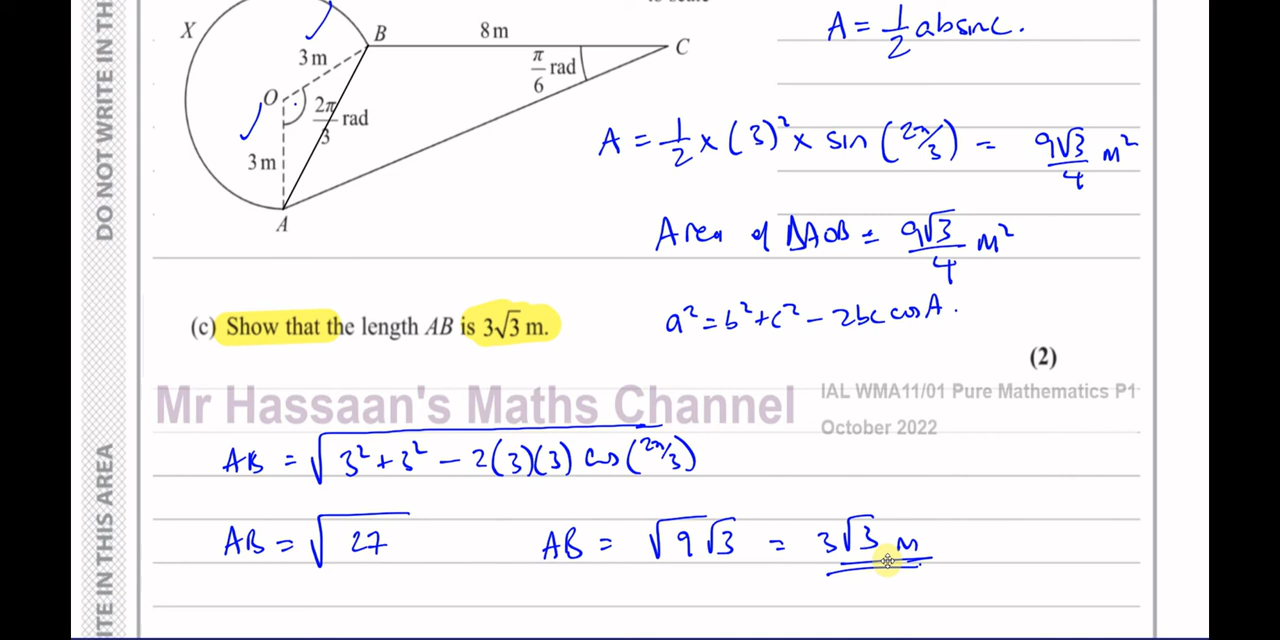 DO NOT WRITE IN TH
X
B
8 m
C
3 m
π/6 rad
O
2π/3 rad
3 m
A
A = 1/2 ab sin C.
A = 1/2 × (3)² × sin (2π/3) = 9√3/4 m²
Area of ΔAOB = 9√3/4 m²
(c) Show that the length AB is 3√3 m.
a² = b² + c² - 2bc cos A.
(2)
Mr Hassaan's Maths Channel
IAL WMA11/01 Pure Mathematics P1
October 2022
AB = √(3² + 3² - 2(3)(3) cos (2π/3))
AB = √27
AB = √9 √3 = 3√3 m
ITE IN THIS AREA